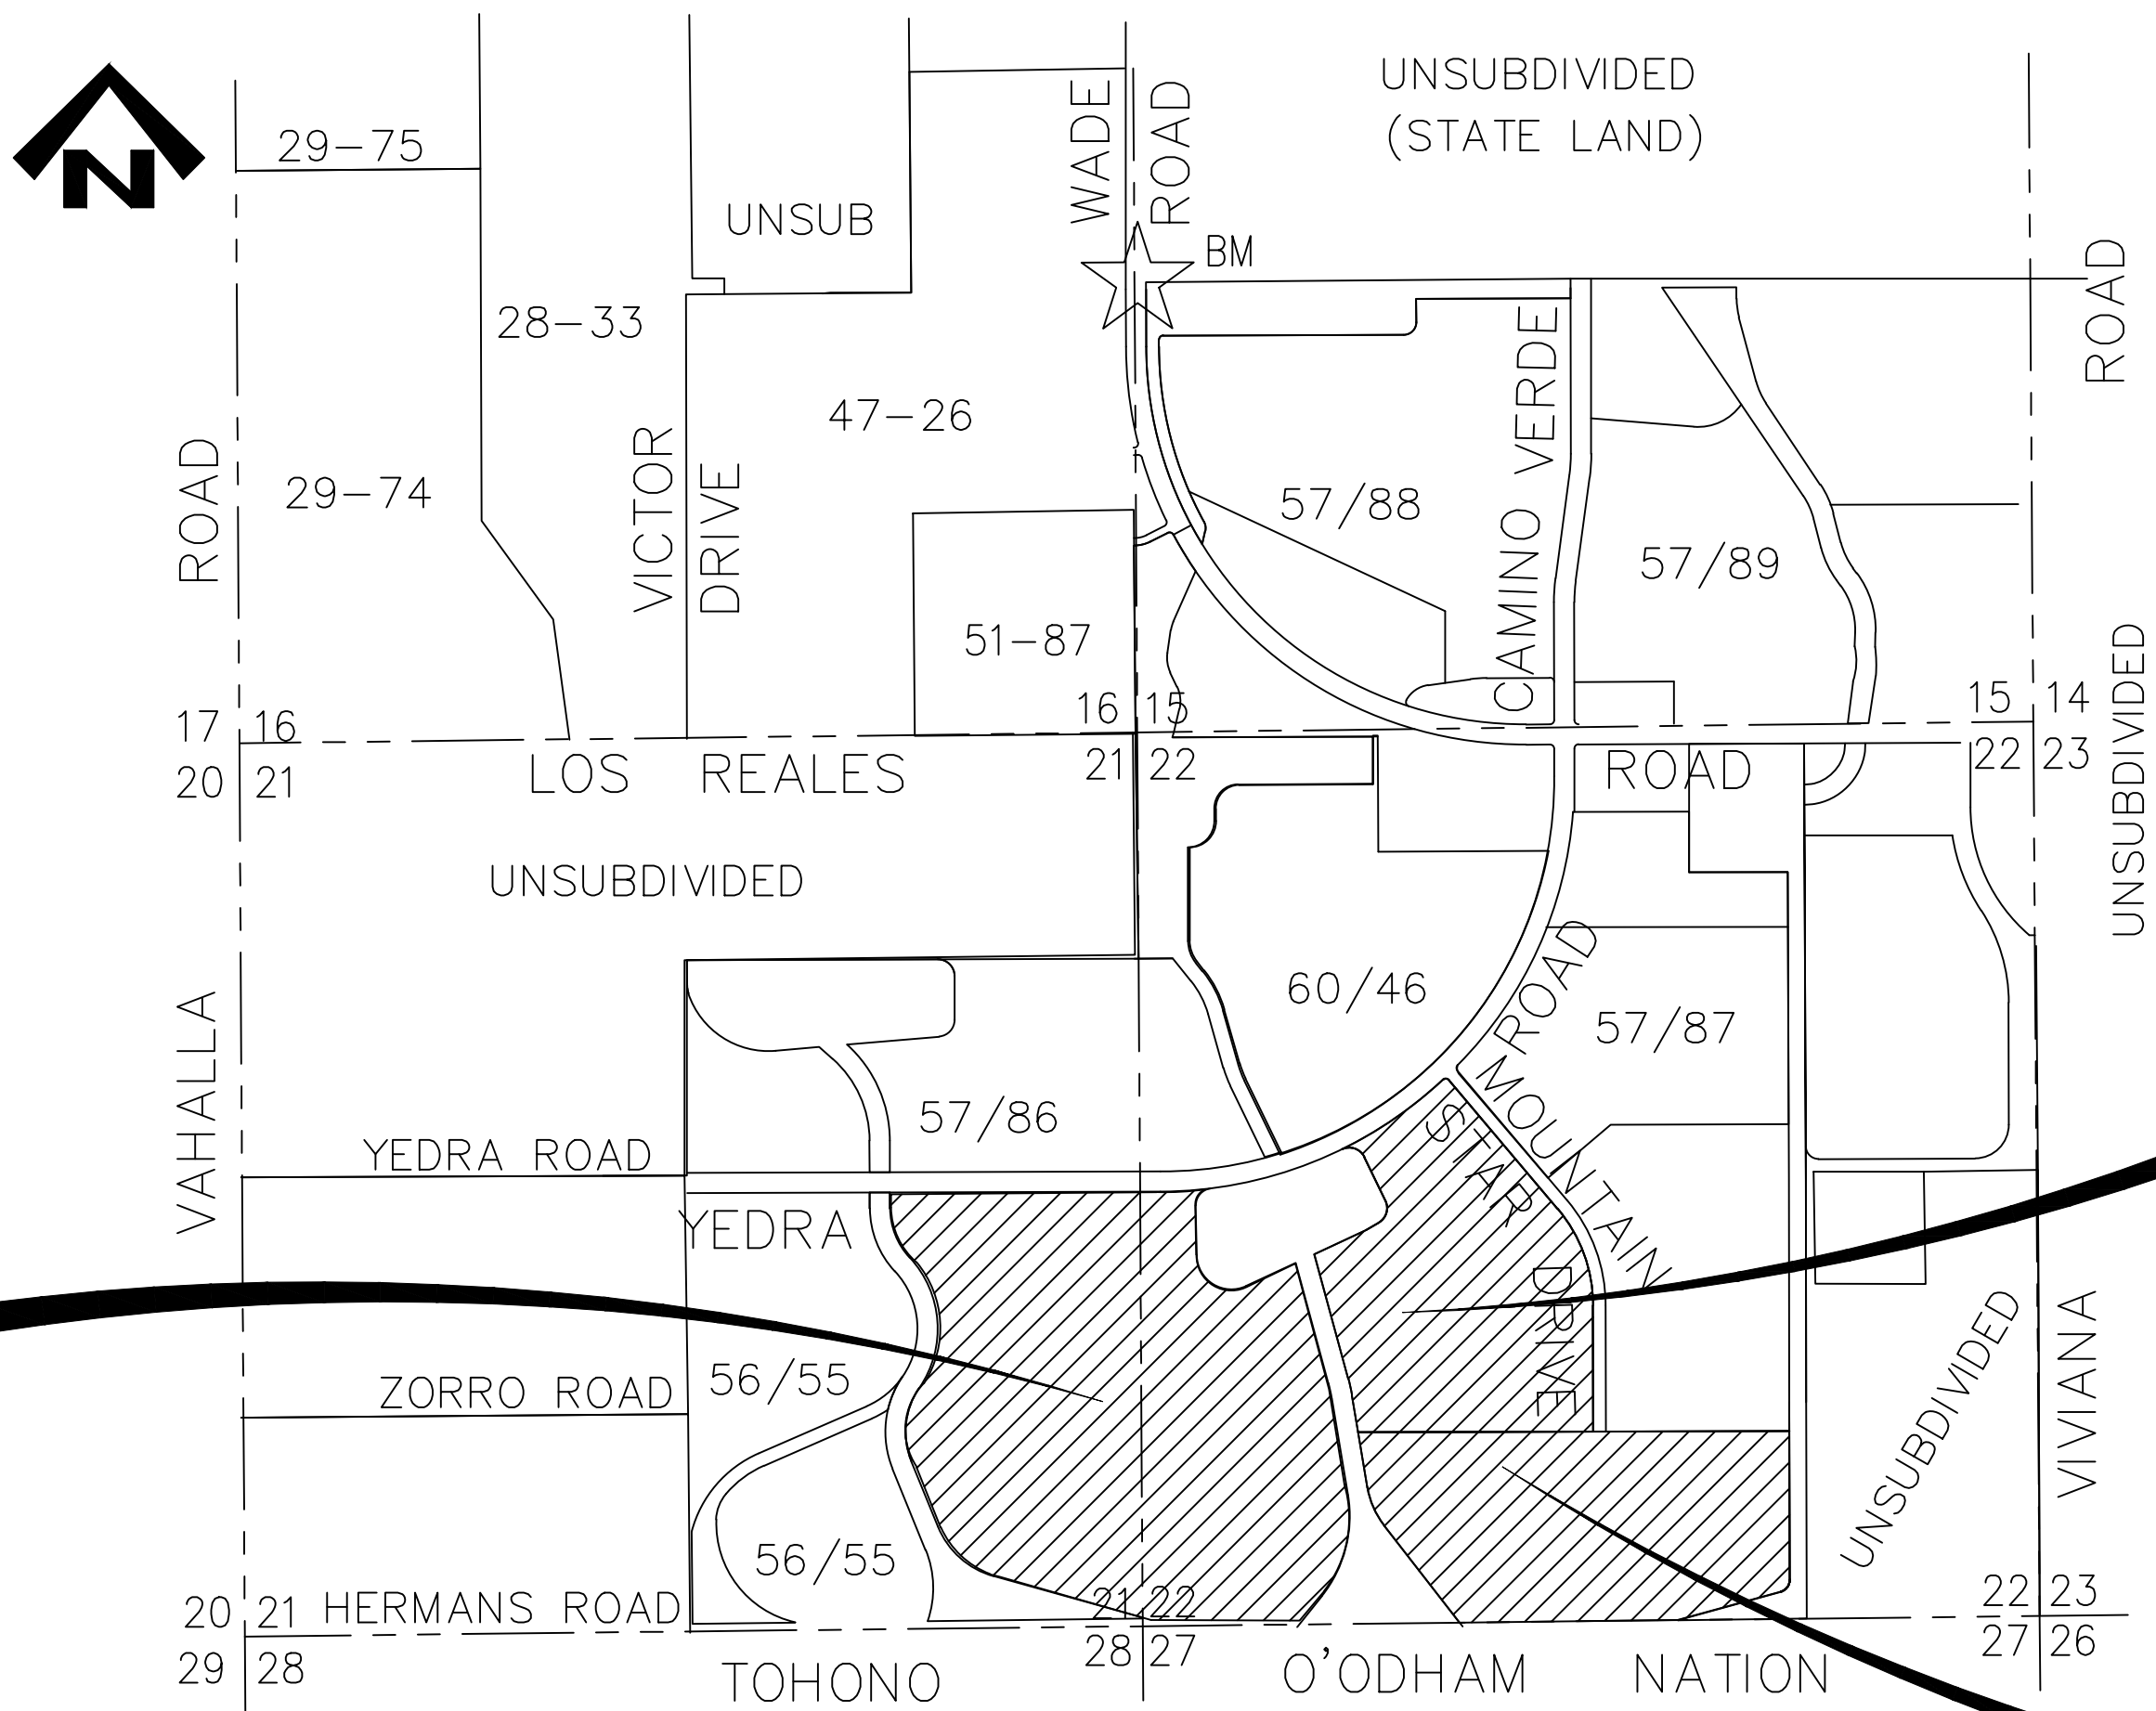 UNSUBDIVIDED
(STATE LAND)
WADE
ROAD
N
29-75
UNSUB
BM
ROAD
28-33
47-26
CAMINO VERDE
ROAD
29-74
VICTOR
DRIVE
57/88
57/89
51-87
UNSUBDIVIDED
17
16
16
15
15
14
20
21
LOS REALES
21
22
ROAD
22
23
UNSUBDIVIDED
60/46
ROAD
57/87
VAHALLA
57/86
STAR
MOUNTAIN
DRIVE
YEDRA ROAD
YEDRA
UNSUBDIVIDED
VIVIANA
ZORRO ROAD
56/55
56/55
20
21
HERMANS ROAD
21
22
22
23
29
28
28
27
27
26
TOHONO
O'ODHAM
NATION